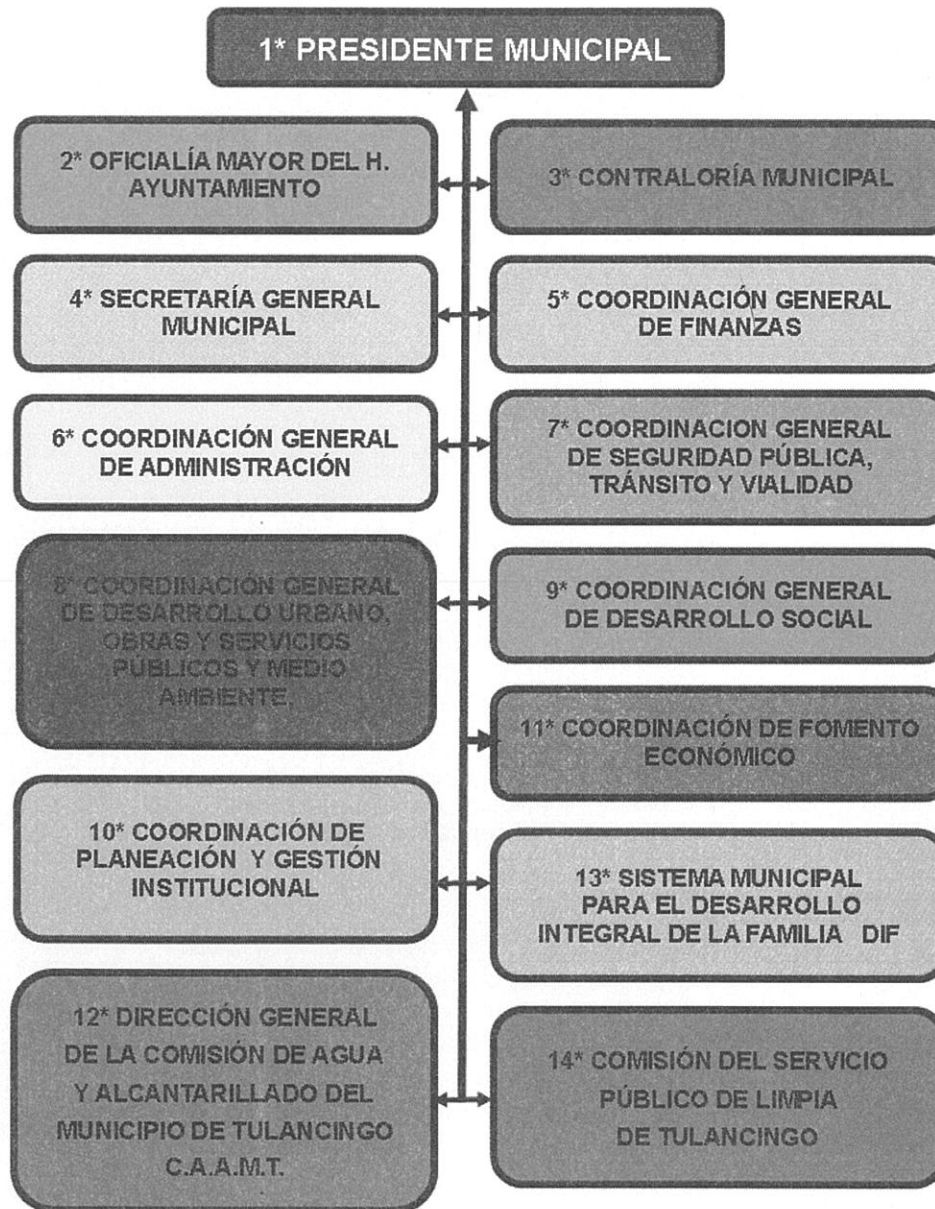 1* PRESIDENTE MUNICIPAL
2* OFICIALÍA MAYOR DEL H.
AYUNTAMIENTO
3* CONTRALORÍA MUNICIPAL
4* SECRETARÍA GENERAL
MUNICIPAL
5* COORDINACIÓN GENERAL
DE FINANZAS
6* COORDINACIÓN GENERAL
DE ADMINISTRACIÓN
7* COORDINACION GENERAL
DE SEGURIDAD PÚBLICA,
TRÁNSITO Y VIALIDAD
8* COORDINACIÓN GENERAL
DE DESARROLLO URBANO,
OBRAS Y SERVICIOS
PÚBLICOS Y MEDIO
AMBIENTE.
9* COORDINACIÓN GENERAL
DE DESARROLLO SOCIAL
11* COORDINACIÓN DE FOMENTO
ECONÓMICO
10* COORDINACIÓN DE
PLANEACIÓN Y GESTIÓN
INSTITUCIONAL
13* SISTEMA MUNICIPAL
PARA EL DESARROLLO
INTEGRAL DE LA FAMILIA DIF
12* DIRECCIÓN GENERAL
DE LA COMISIÓN DE AGUA
Y ALCANTARILLADO DEL
MUNICIPIO DE TULANCINGO
C.A.A.M.T.
14* COMISIÓN DEL SERVICIO
PÚBLICO DE LIMPIA
DE TULANCINGO